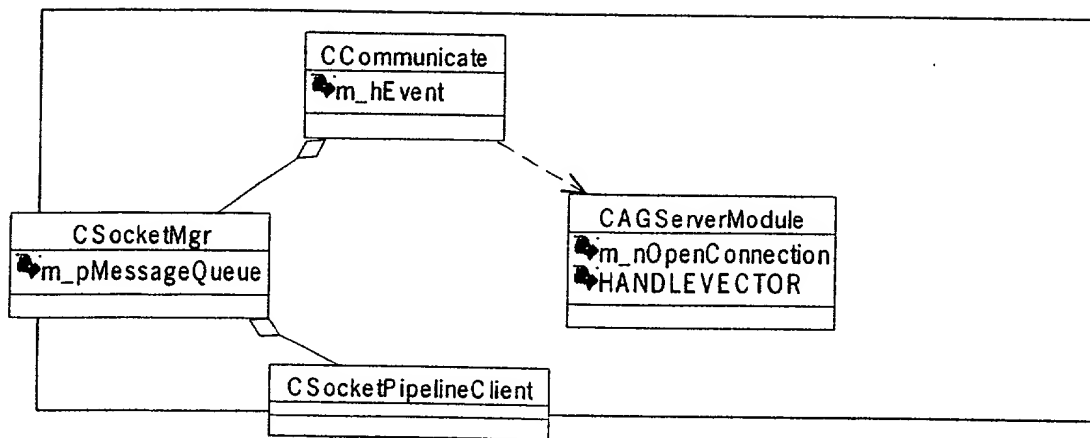 CCommunicate
m_hEvent
CSocketMgr
m_pMessageQueue
CAGServerModule
m_nOpenConnection
HANDLEVECTOR
CSocketPipelineClient